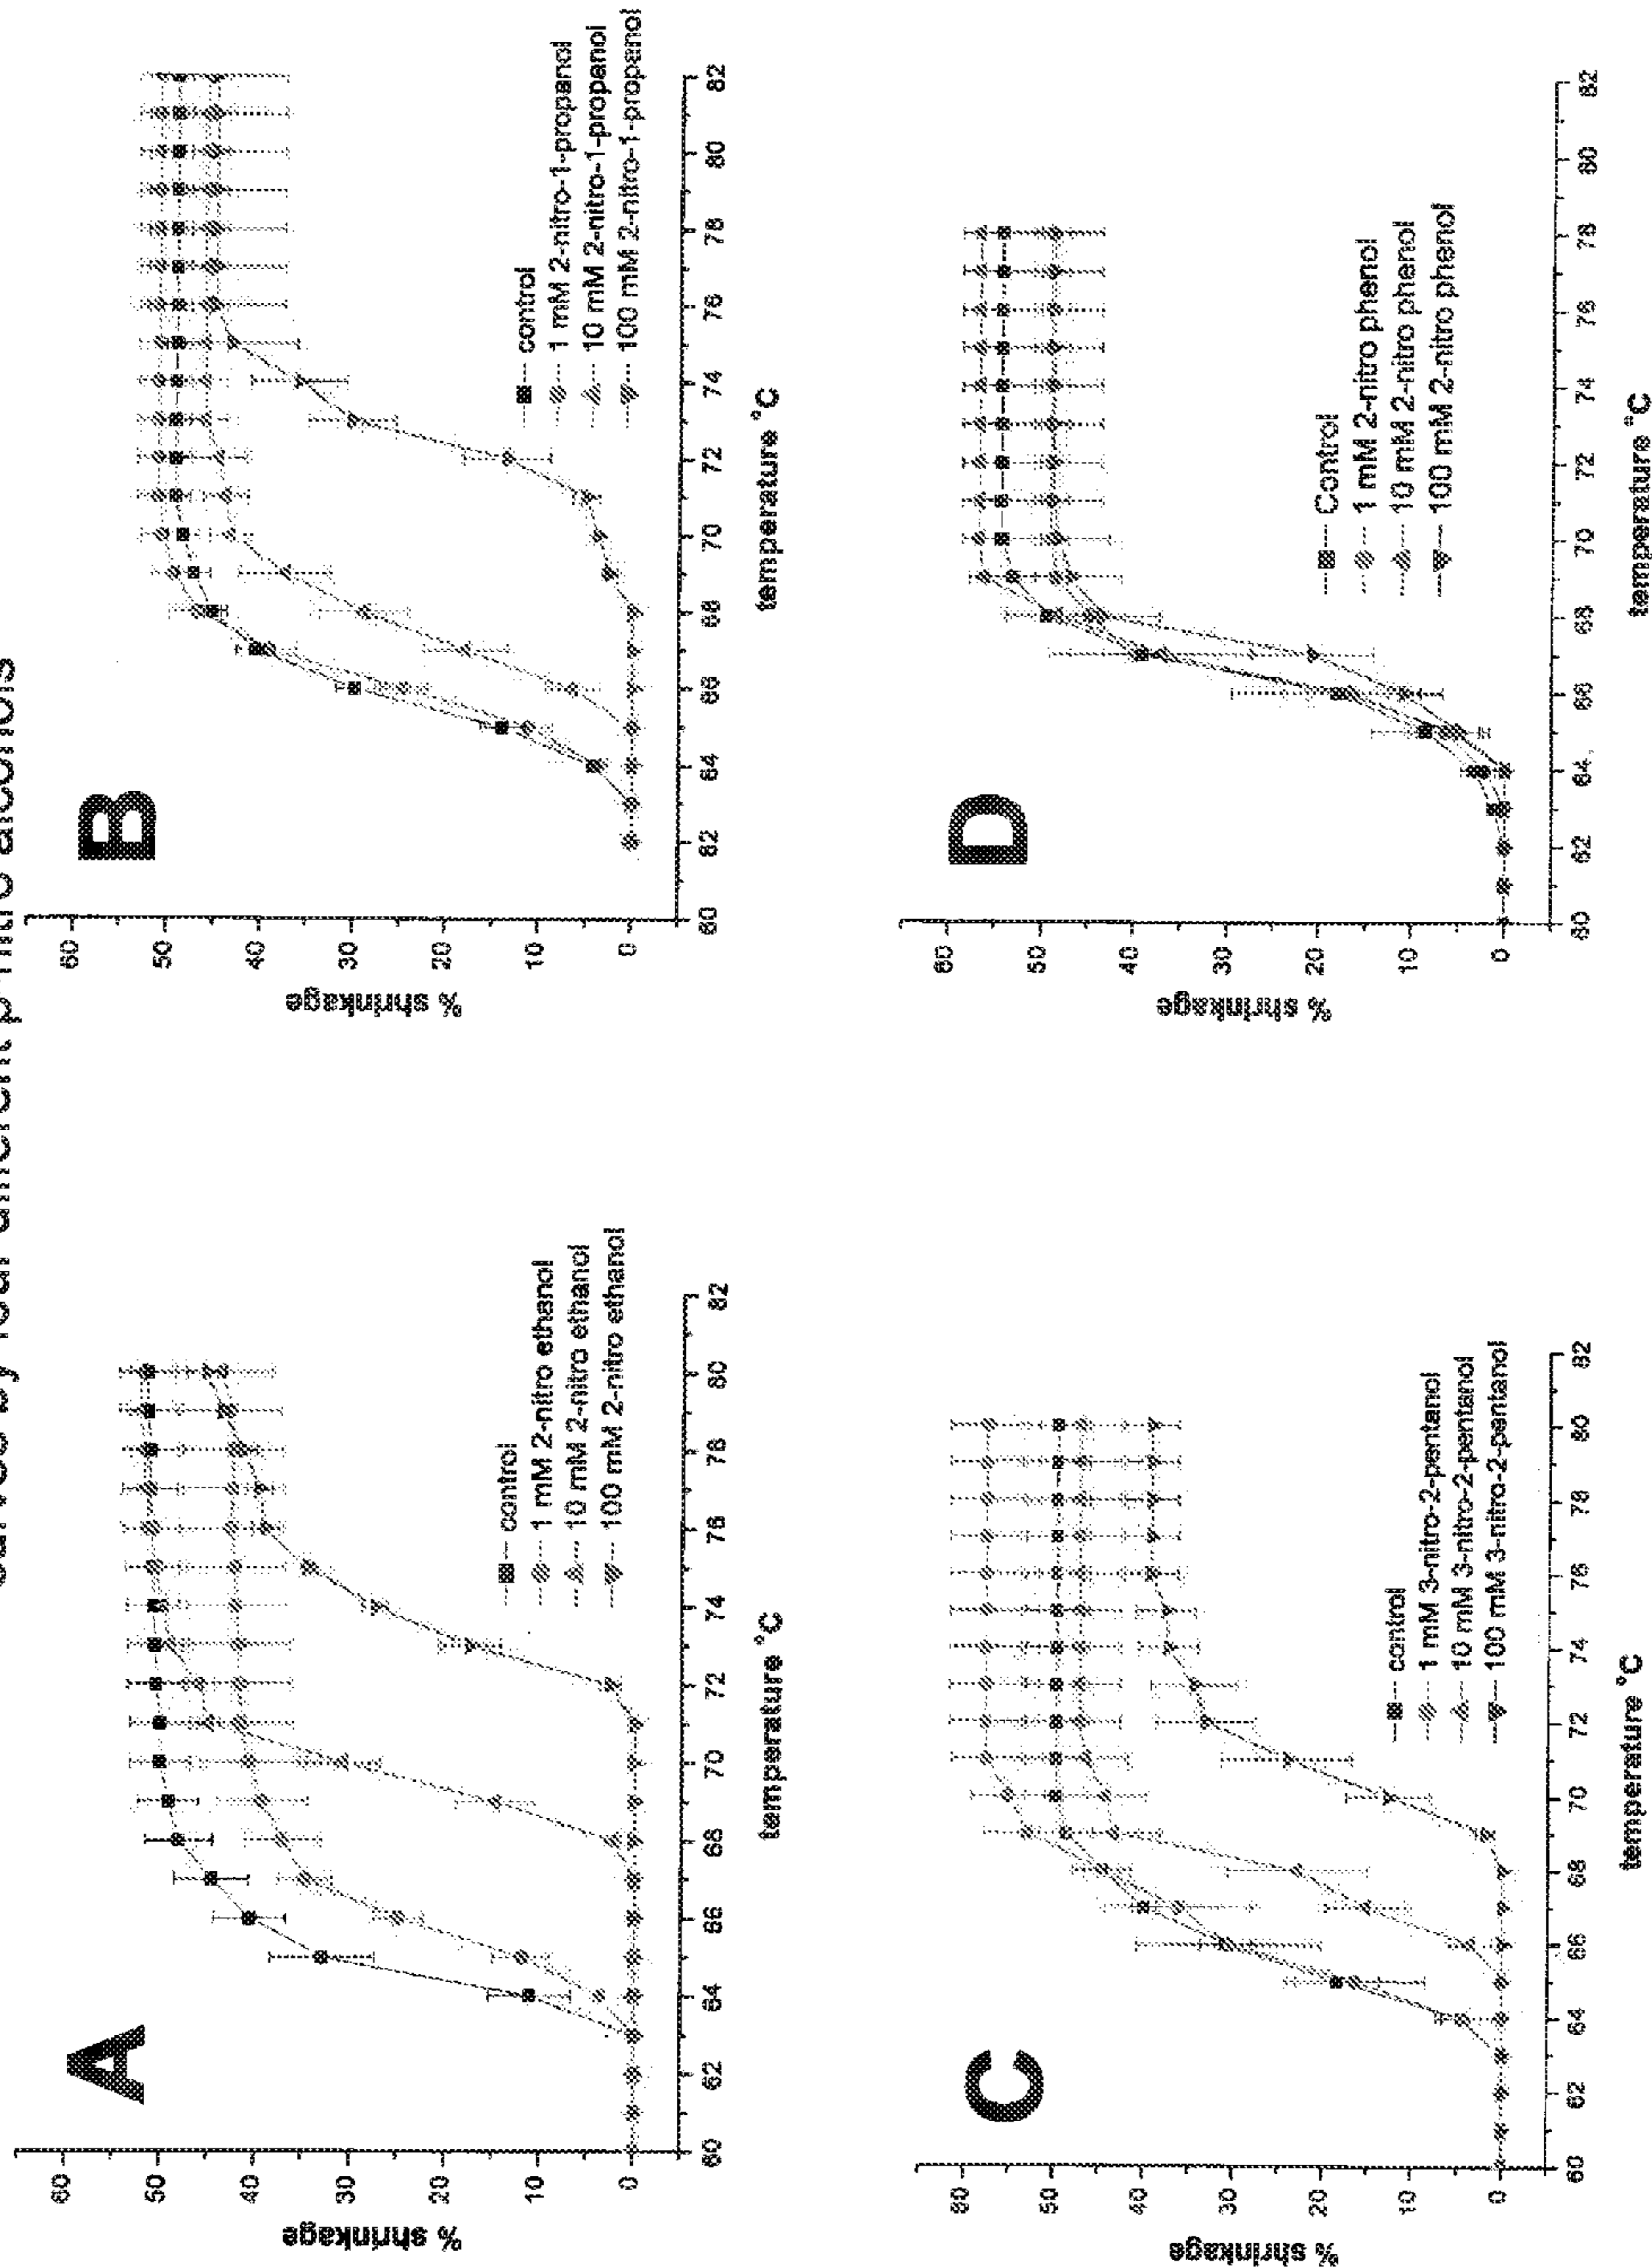 by four different β-nitro alcohols
A
% shrinkage
60
50
40
30
20
10
0
60 62 64 66 68 70 72 74 76 78 80 82
temperature °C
control
1 mM 2-nitro ethanol
10 mM 2-nitro ethanol
100 mM 2-nitro ethanol
B
% shrinkage
60
50
40
30
20
10
0
60 62 64 66 68 70 72 74 76 78 80 82
temperature °C
control
1 mM 2-nitro-1-propanol
10 mM 2-nitro-1-propanol
100 mM 2-nitro-1-propanol
C
% shrinkage
60
50
40
30
20
10
0
60 62 64 66 68 70 72 74 76 78 80 82
temperature °C
control
1 mM 3-nitro-2-pentanol
10 mM 3-nitro-2-pentanol
100 mM 3-nitro-2-pentanol
D
% shrinkage
60
50
40
30
20
10
0
60 62 64 66 68 70 72 74 76 78 80 82
temperature °C
Control
1 mM 2-nitro phenol
10 mM 2-nitro phenol
100 mM 2-nitro phenol